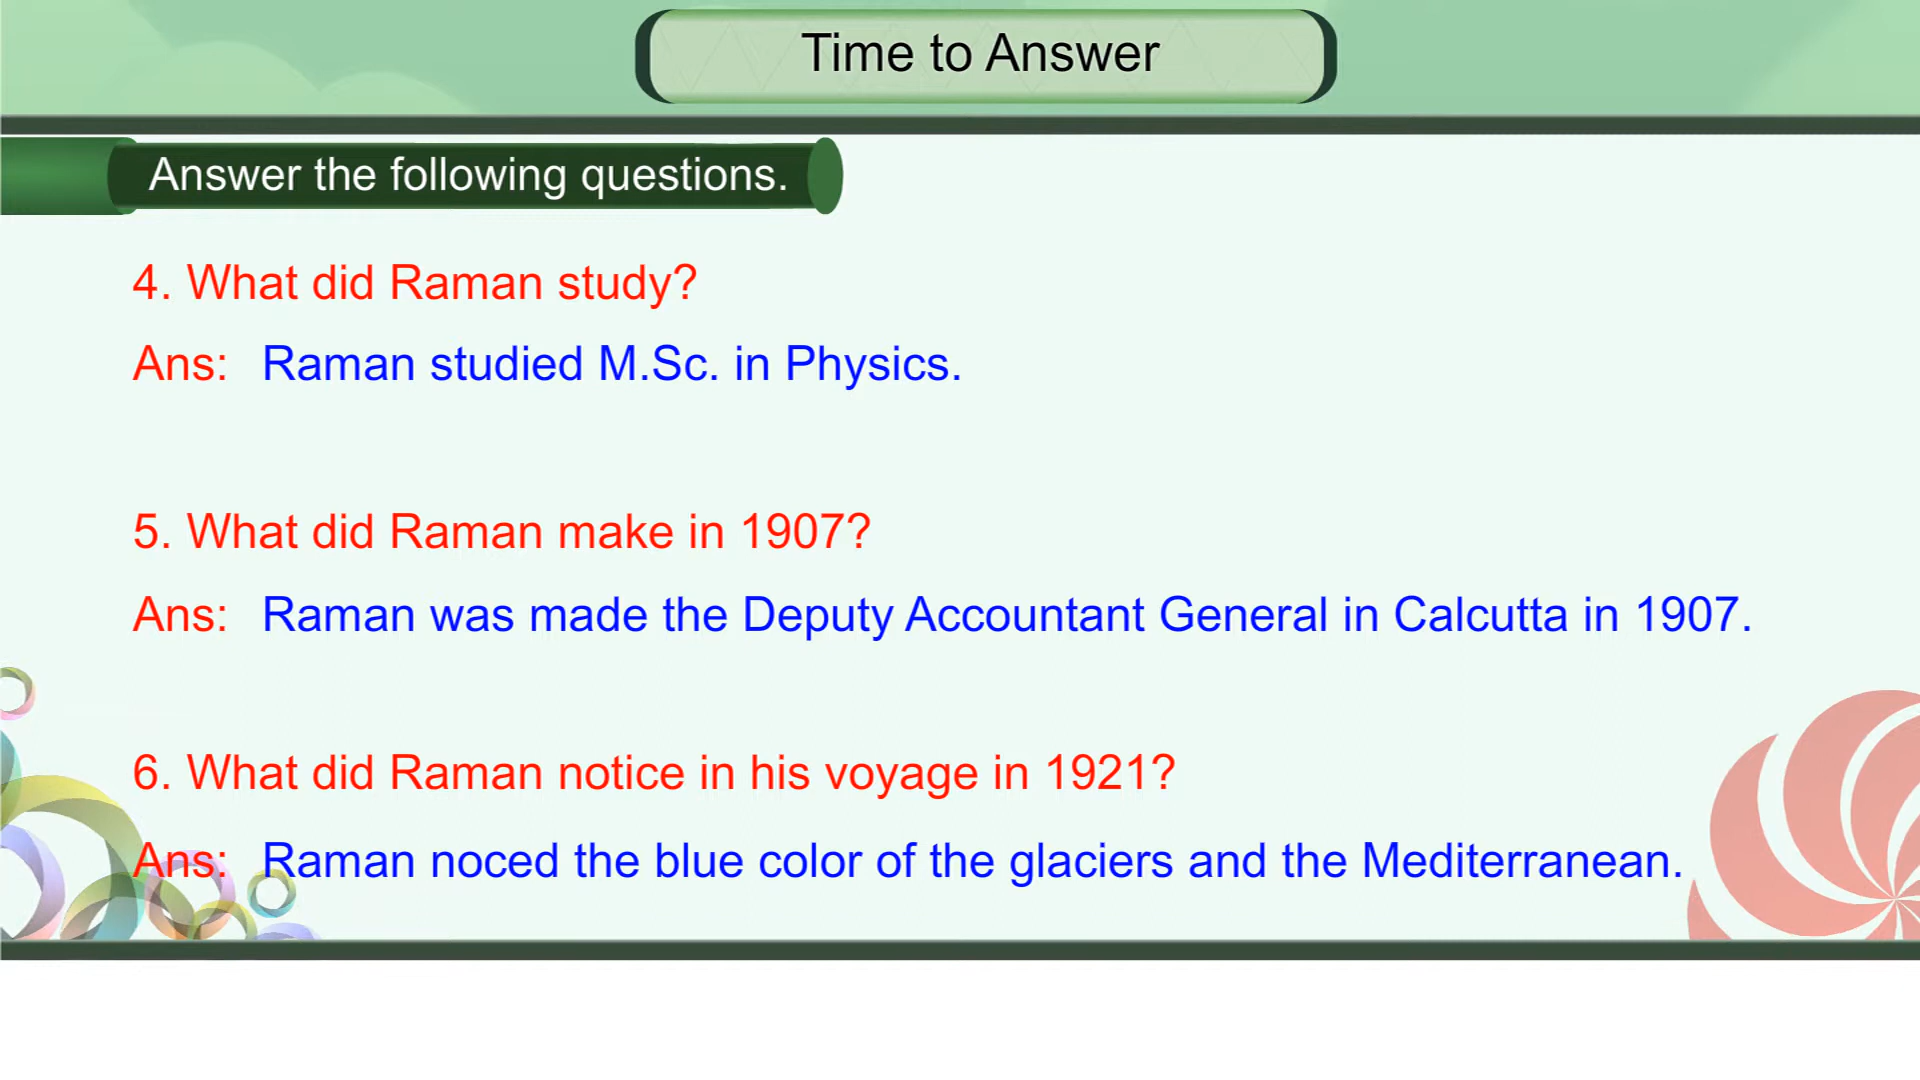 Time to Answer
Answer the following questions.
4. What did Raman study?
Ans: Raman studied M.Sc. in Physics.
5. What did Raman make in 1907?
Ans: Raman was made the Deputy Accountant General in Calcutta in 1907.
6. What did Raman notice in his voyage in 1921?
Ans: Raman noced the blue color of the glaciers and the Mediterranean.